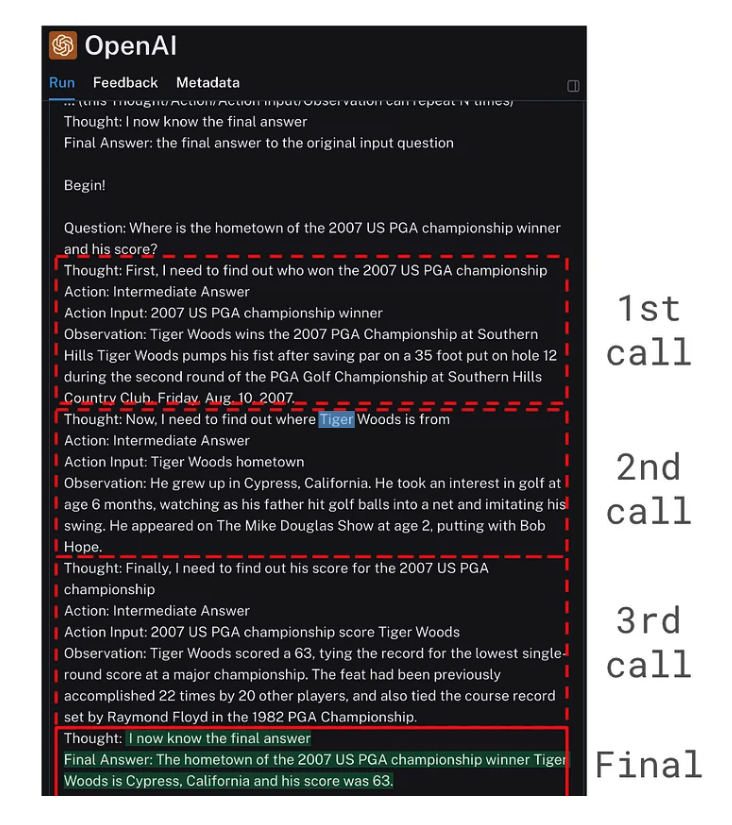 OpenAI
Run Feedback Metadata
... (this Thought/Action/Action Input/Observation can repeat N times)
Thought: I now know the final answer
Final Answer: the final answer to the original input question
Begin!
Question: Where is the hometown of the 2007 US PGA championship winner
and his score?
Thought: First, I need to find out who won the 2007 US PGA championship
Action: Intermediate Answer
Action Input: 2007 US PGA championship winner
Observation: Tiger Woods wins the 2007 PGA Championship at Southern
Hills Tiger Woods pumps his fist after saving par on a 35 foot put on hole 12
during the second round of the PGA Golf Championship at Southern Hills
Country Club, Friday, Aug. 10, 2007.
1st
call
Thought: Now, I need to find out where Tiger Woods is from
Action: Intermediate Answer
Action Input: Tiger Woods hometown
Observation: He grew up in Cypress, California. He took an interest in golf at
age 6 months, watching as his father hit golf balls into a net and imitating his
swing. He appeared on The Mike Douglas Show at age 2, putting with Bob
Hope.
2nd
call
Thought: Finally, I need to find out his score for the 2007 US PGA
championship
Action: Intermediate Answer
Action Input: 2007 US PGA championship score Tiger Woods
Observation: Tiger Woods scored a 63, tying the record for the lowest single-
round score at a major championship. The feat had been previously
accomplished 22 times by 20 other players, and also tied the course record
set by Raymond Floyd in the 1982 PGA Championship.
3rd
call
Thought: I now know the final answer
Final Answer: The hometown of the 2007 US PGA championship winner Tiger
Woods is Cypress, California and his score was 63.
Final